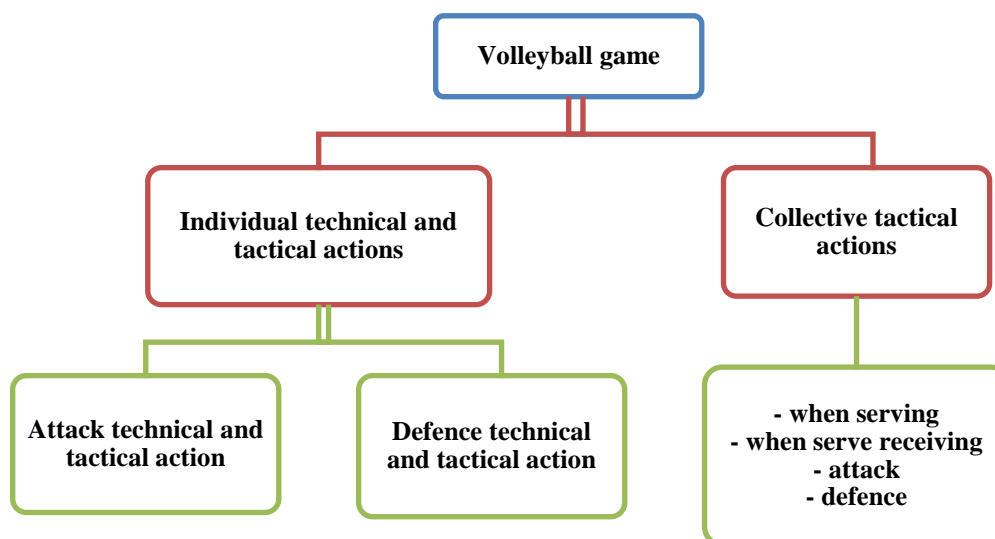 Volleyball game
Individual technical and
tactical actions
Collective tactical
actions
Attack technical and
tactical action
Defence technical
and tactical action
- when serving
- when serve receiving
- attack
- defence